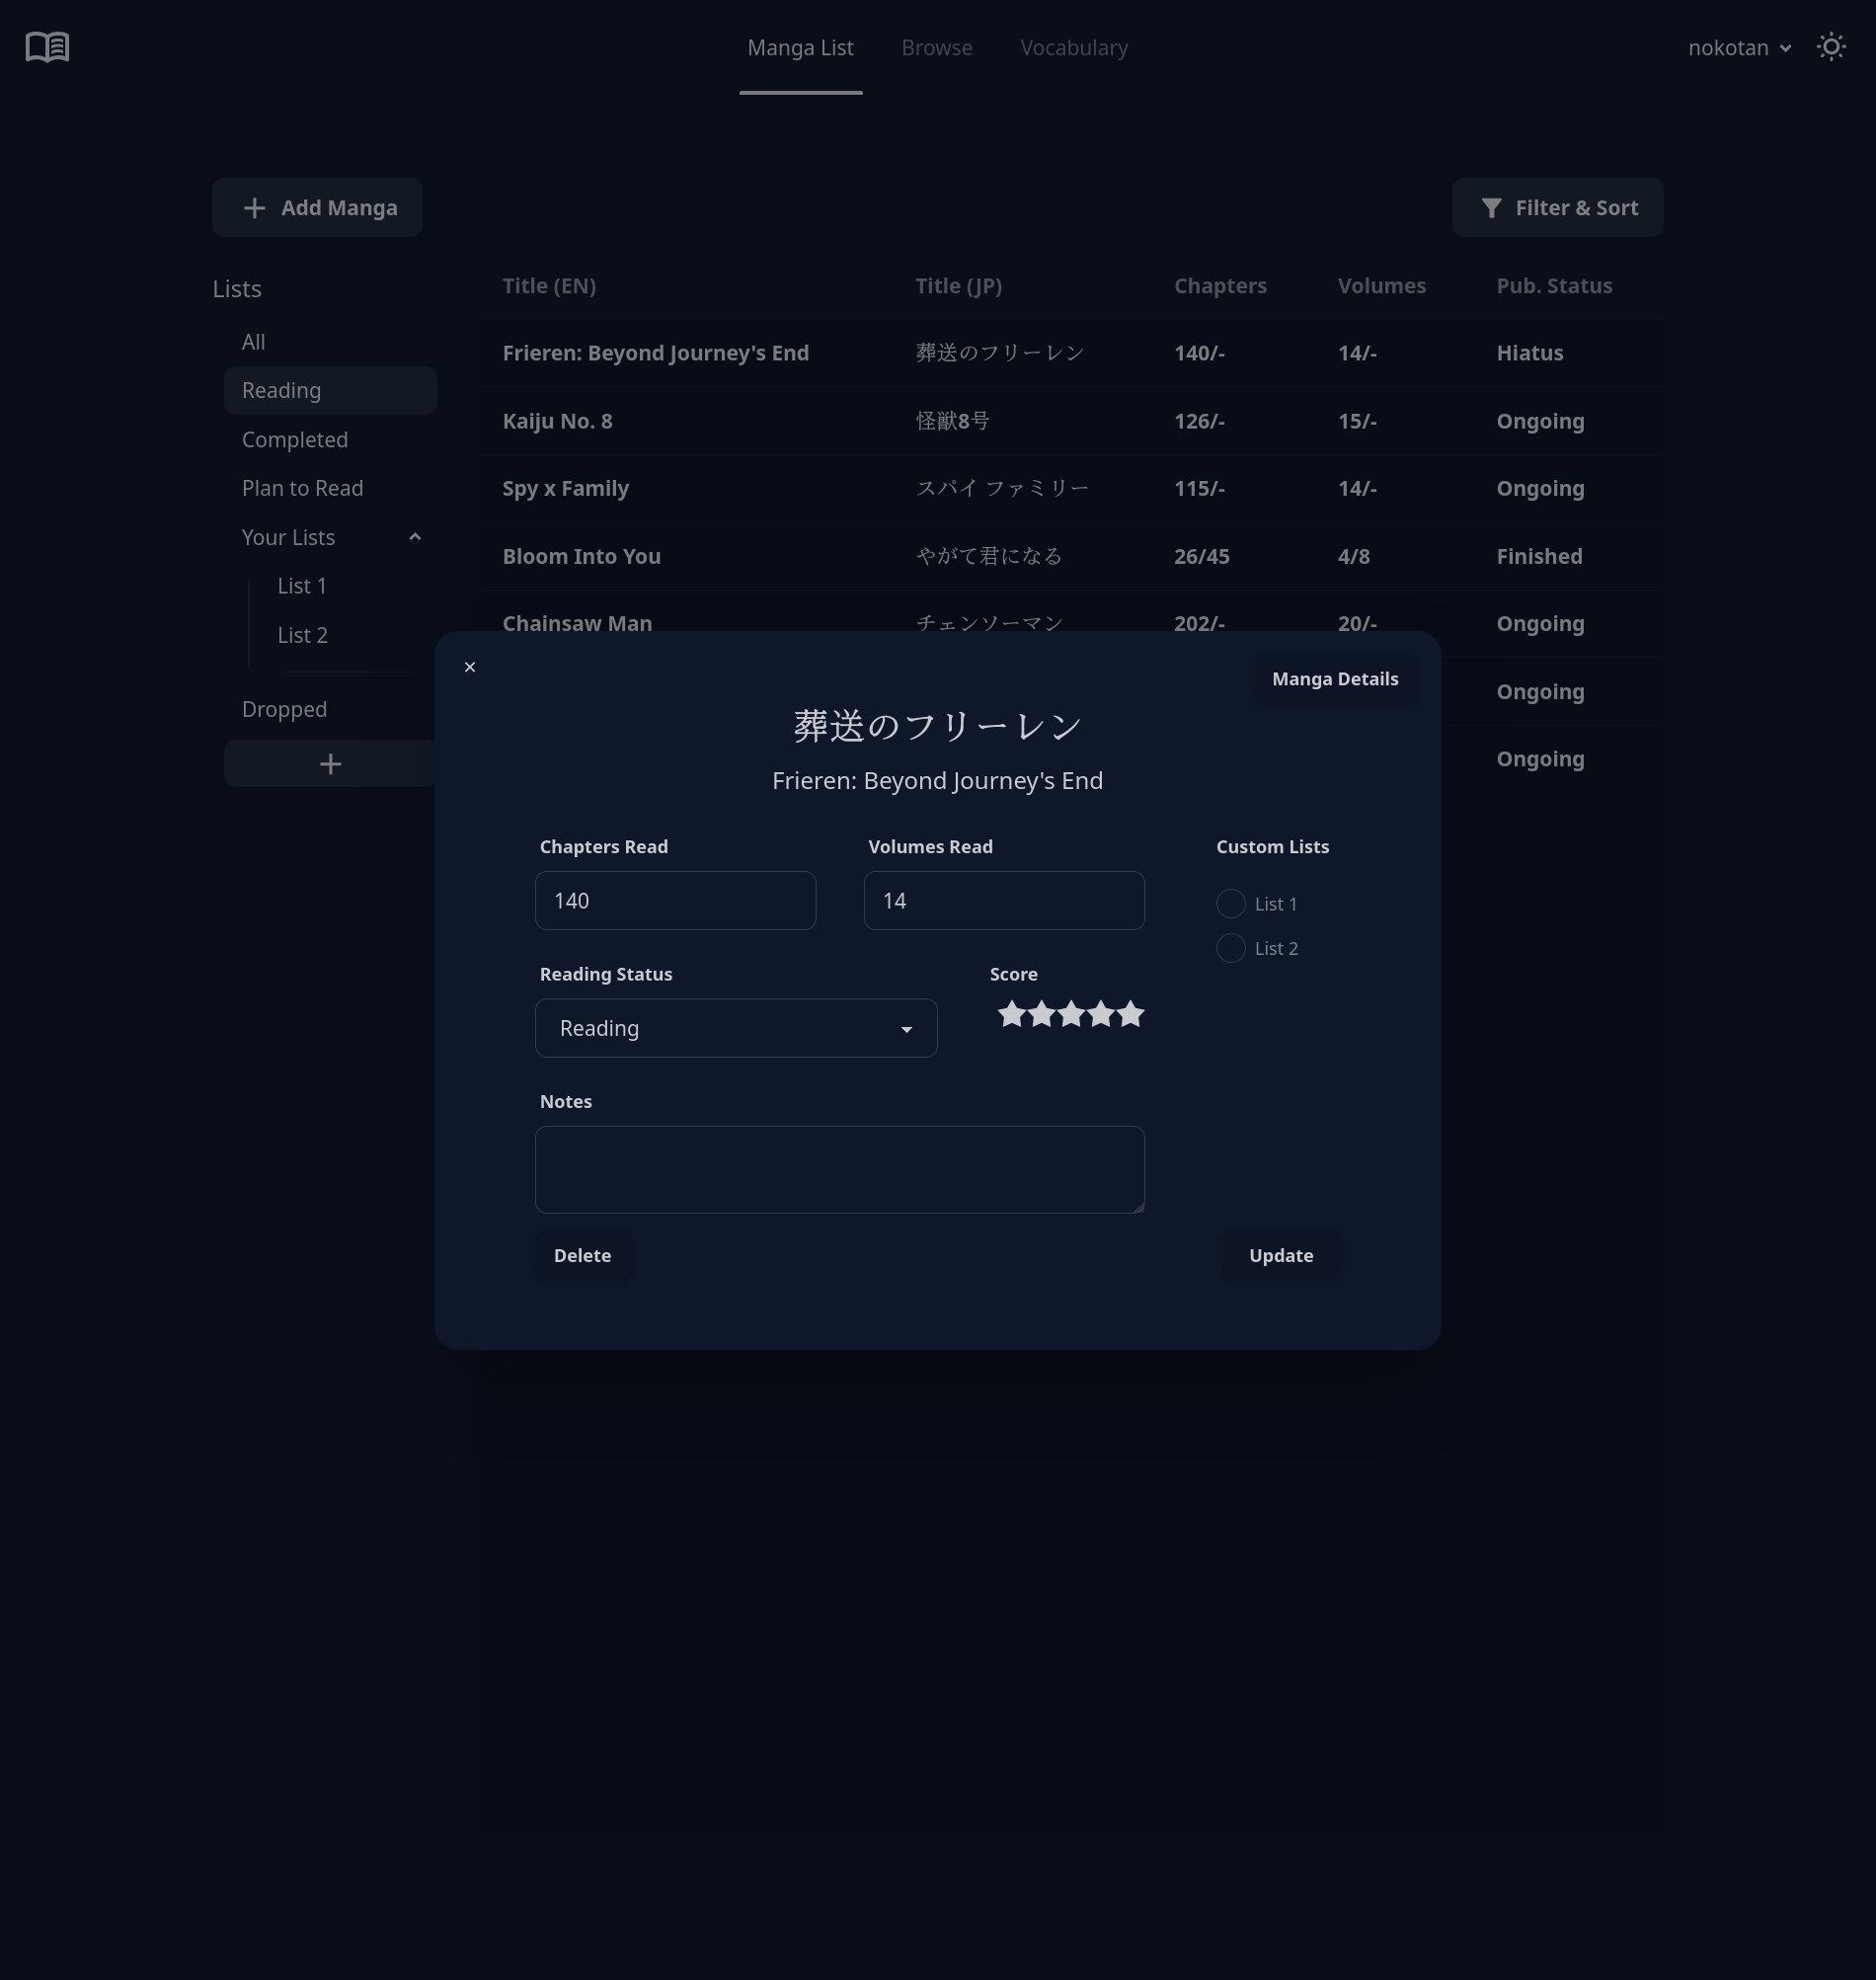 Manga List Browse Vocabulary nokotan
Add Manga Filter & Sort
Lists
All
Reading
Completed
Plan to Read
Your Lists
List 1
List 2
Dropped
Title (EN) Title (JP) Chapters Volumes Pub. Status
Frieren: Beyond Journey's End 葬送のフリーレン 140/- 14/- Hiatus
Kaiju No. 8 怪獣8号 126/- 15/- Ongoing
Spy x Family スパイ ファミリー 115/- 14/- Ongoing
Bloom Into You やがて君になる 26/45 4/8 Finished
Chainsaw Man チェンソーマン 202/- 20/- Ongoing
Ongoing
Ongoing
Manga Details
葬送のフリーレン
Frieren: Beyond Journey's End
Chapters Read Volumes Read Custom Lists
140 14 List 1
List 2
Reading Status Score
Reading
Notes
Delete Update